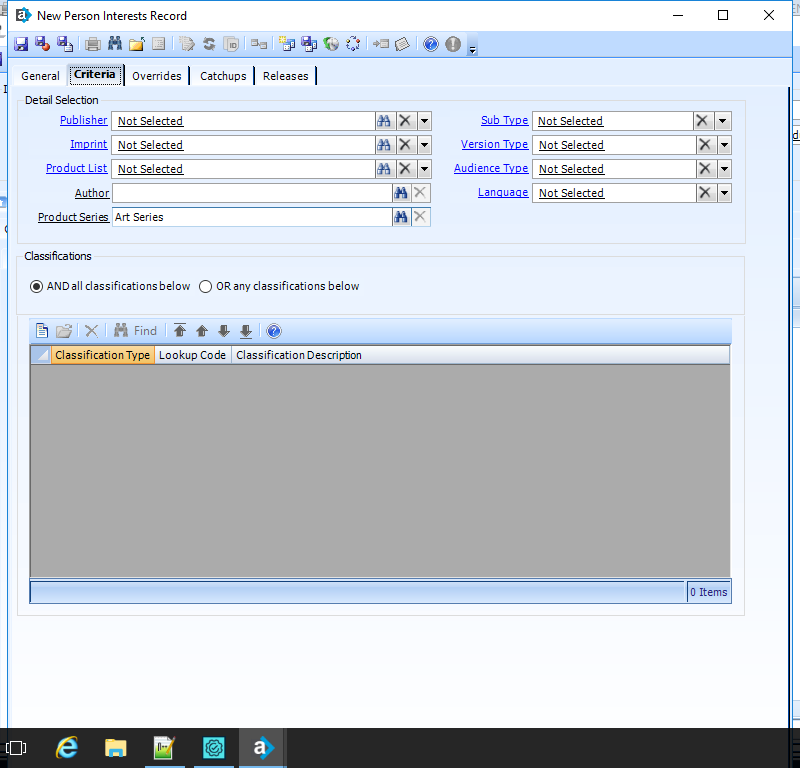 New Person Interests Record
General Criteria Overrides Catchups Releases
Detail Selection
Publisher Not Selected Sub Type Not Selected
Imprint Not Selected Version Type Not Selected
Product List Not Selected Audience Type Not Selected
Author Language Not Selected
Product Series Art Series
Classifications
AND all classifications below OR any classifications below
Find
Classification Type Lookup Code Classification Description
0 Items